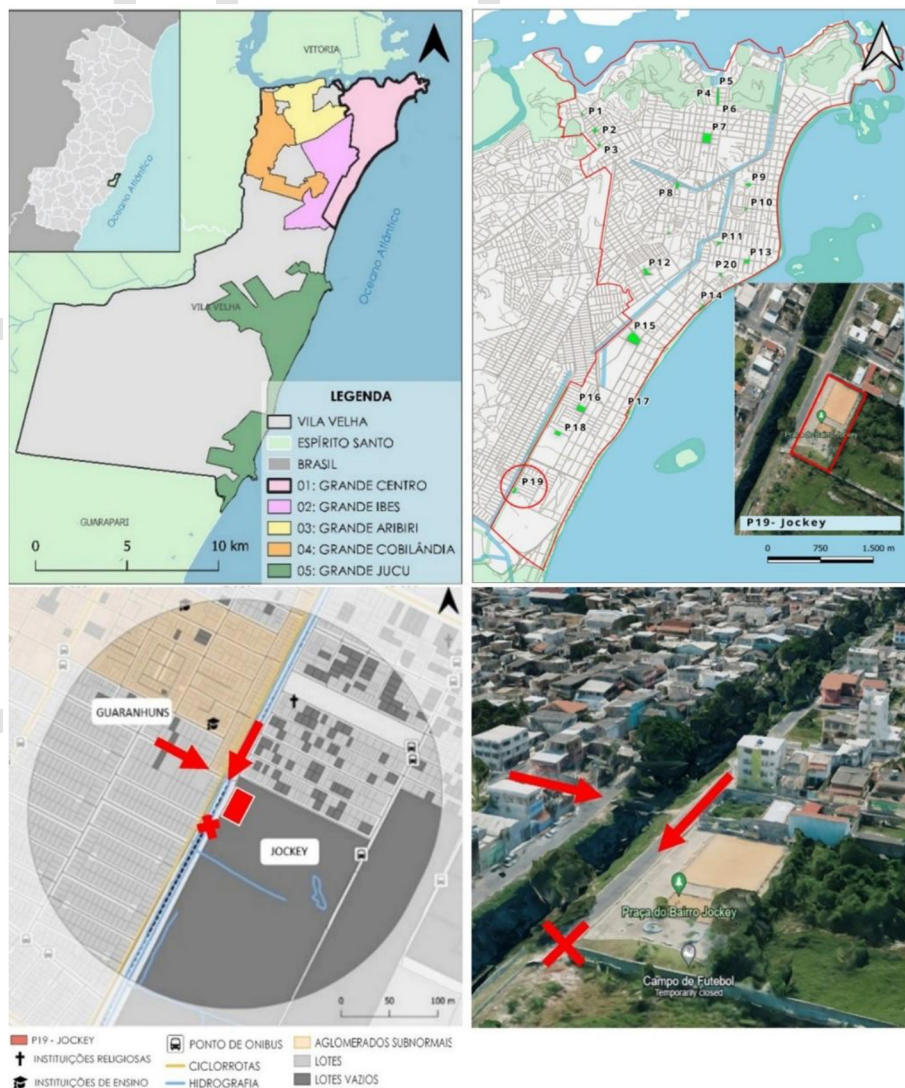 VITORIA
Oceano Atlântico
Oceano Atlântico
VILA VELHA
GUARAPARI
0 5 10 km
LEGENDA
VILA VELHA
ESPÍRITO SANTO
BRASIL
01: GRANDE CENTRO
02: GRANDE IBES
03: GRANDE ARIBIRI
04: GRANDE COBILÂNDIA
05: GRANDE JUCU
P1
P2
P3
P4
P5
P6
P7
P8
P9
P10
P11
P12
P13
P20
P14
P15
P16
P17
P18
P19
Praça do Bairro Jockey
P19- Jockey
0 750 1.500 m
GUARANHUNS
JOCKEY
0 50 100 m
Praça do Bairro Jockey
Campo de Futebol
Temporarily closed
P19 - JOCKEY
INSTITUIÇÕES RELIGIOSAS
INSTITUIÇÕES DE ENSINO
PONTO DE ONIBUS
CICLORROTAS
HIDROGRAFIA
AGLOMERADOS SUBNORMAIS
LOTES
LOTES VAZIOS